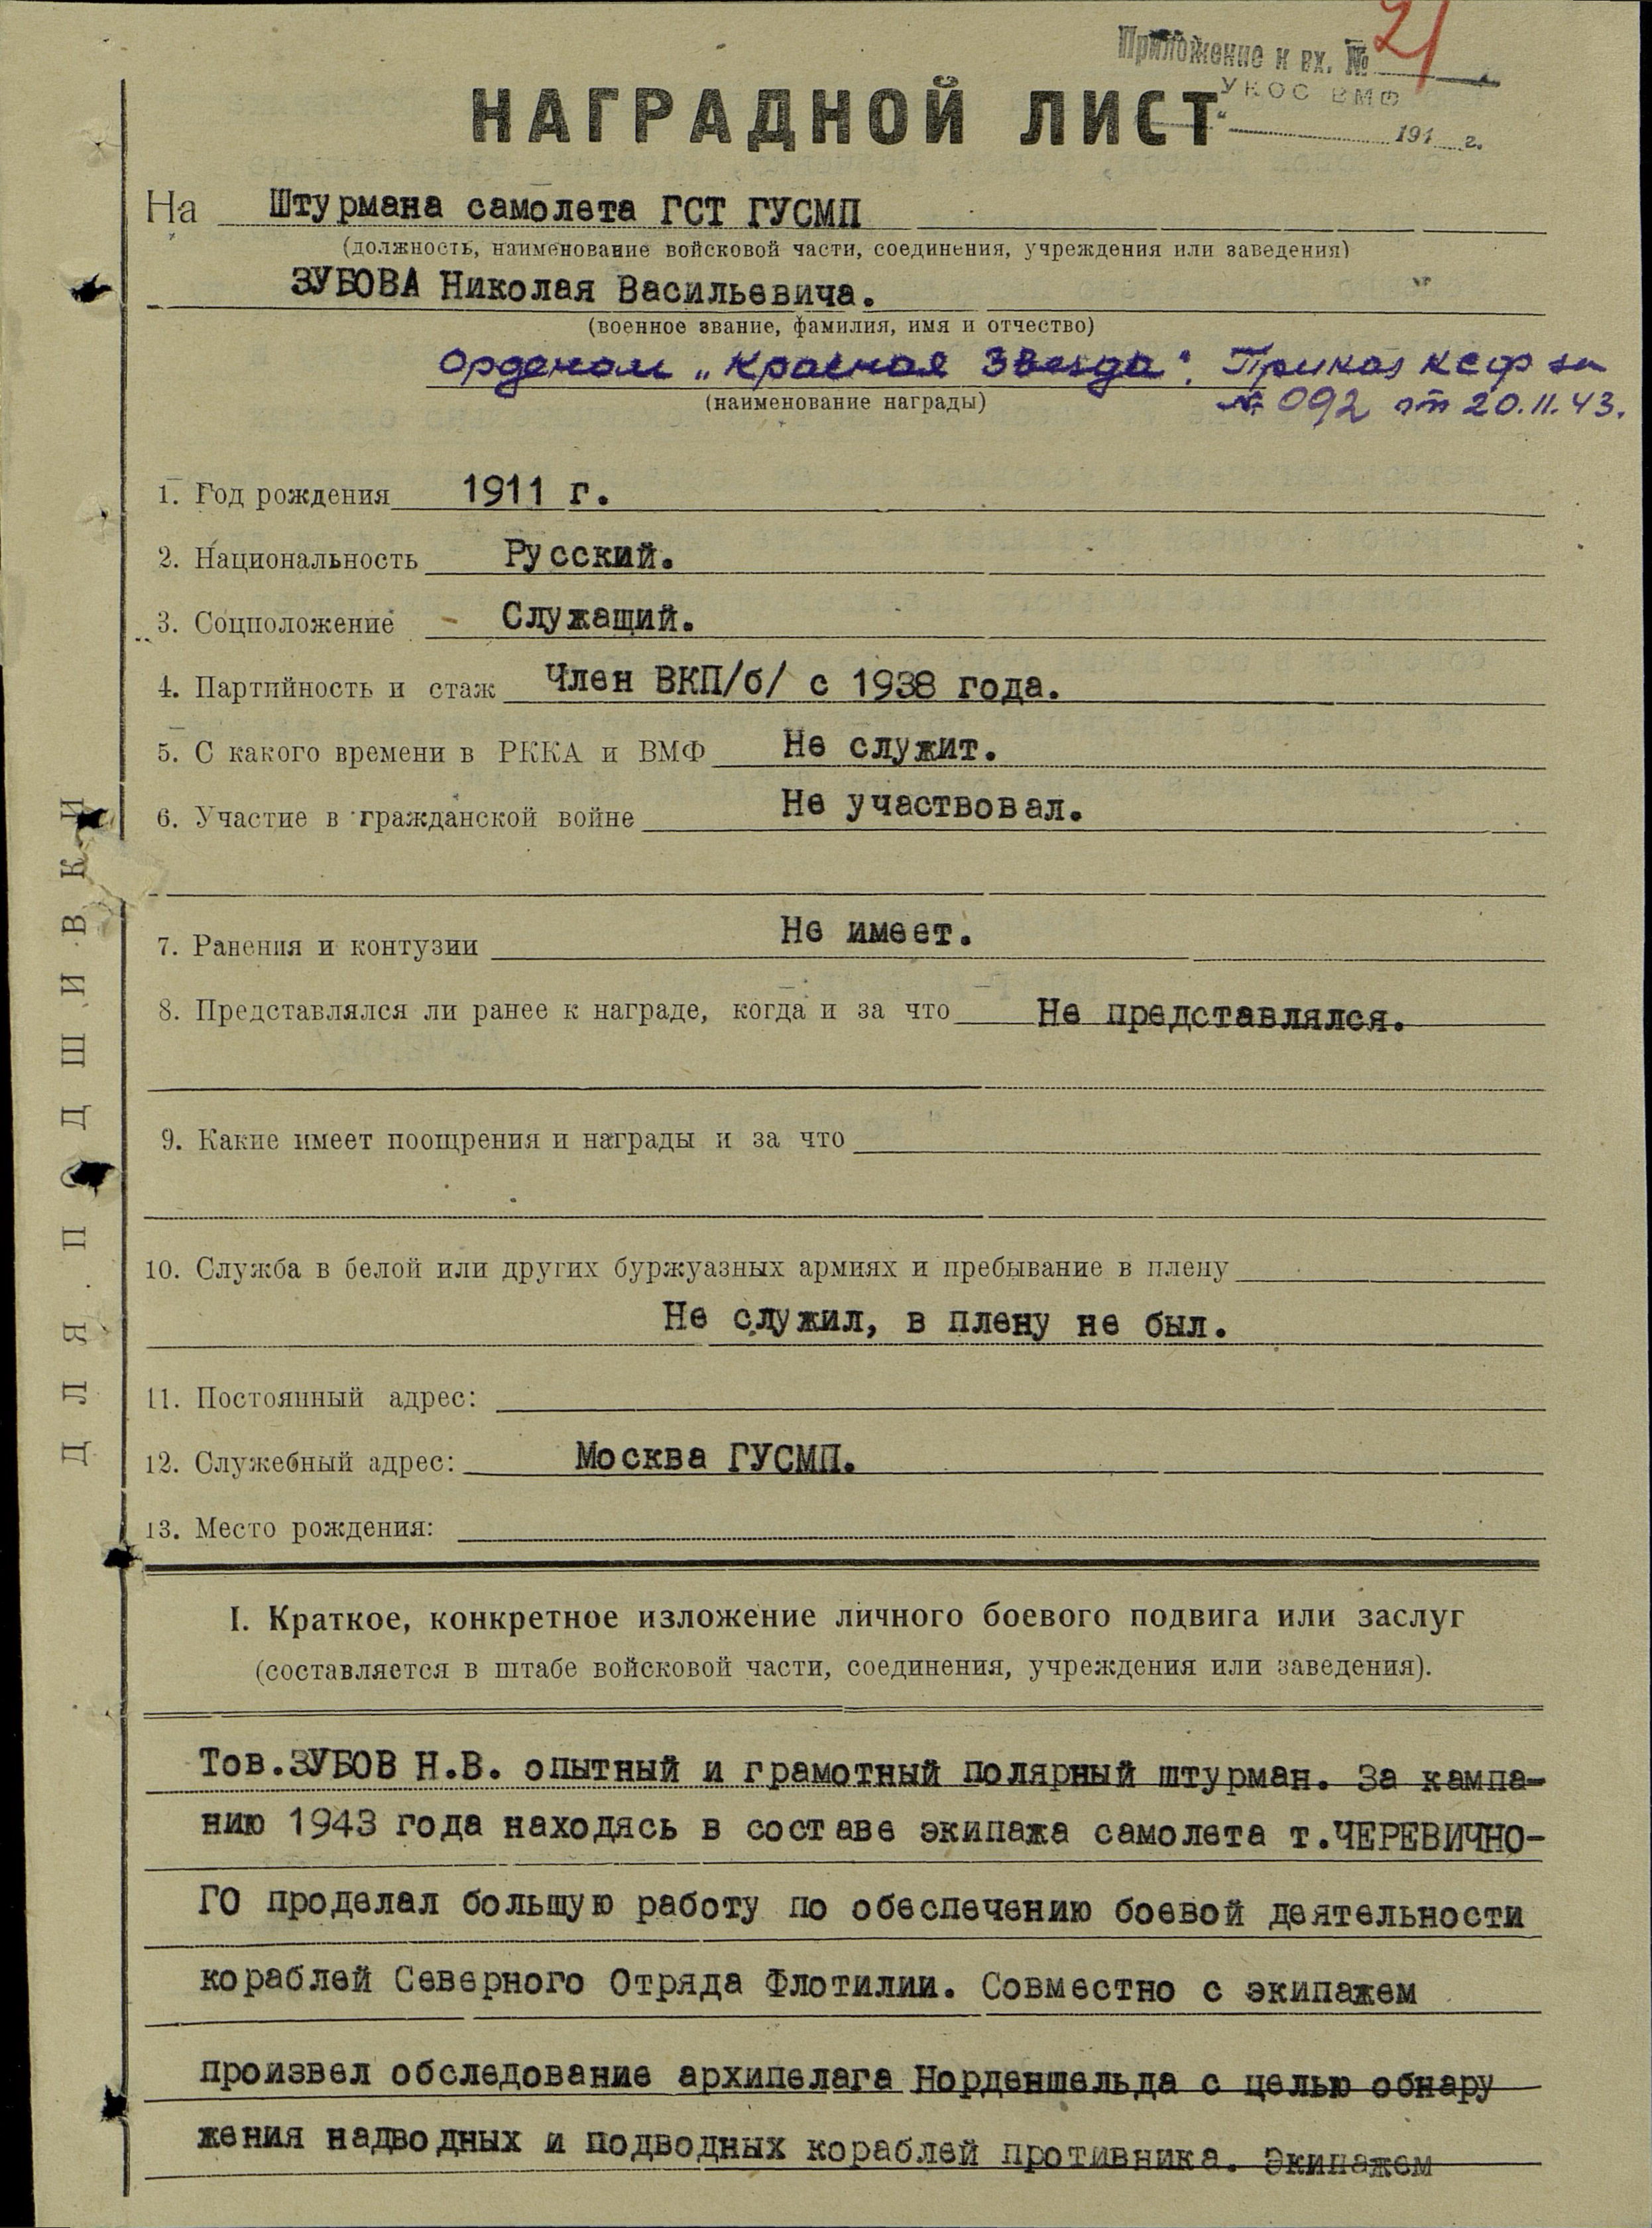 Приложение к вх. № 21
УКОС ВМФ
" 194 г.
НАГРАДНОЙ ЛИСТ
На Штурмана самолета ГСТ ГУСМП
(должность, наименование войсковой части, соединения, учреждения или заведения)
ЗУБОВА Николая Васильевича.
(военное звание, фамилия, имя и отчество)
Орденом „Красная Звезда". Приказ КСФ за
(наименование награды) № 092 от 20.11.43.
1. Год рождения 1911 г.
2. Национальность Русский.
3. Соцположение - Служащий.
4. Партийность и стаж Член ВКП/б/ с 1938 года.
5. С какого времени в РККА и ВМФ Не служит.
6. Участие в гражданской войне Не участвовал.
7. Ранения и контузии Не имеет.
8. Представлялся ли ранее к награде, когда и за что Не представлялся.
9. Какие имеет поощрения и награды и за что
10. Служба в белой или других буржуазных армиях и пребывание в плену
Не служил, в плену не был.
11. Постоянный адрес:
12. Служебный адрес: Москва ГУСМП.
13. Место рождения:
ДЛЯ ПОДШИВКИ
I. Краткое, конкретное изложение личного боевого подвига или заслуг
(составляется в штабе войсковой части, соединения, учреждения или заведения).
Тов.ЗУБОВ Н.В. опытный и грамотный полярный штурман. За кампа-
нию 1943 года находясь в составе экипажа самолета т.ЧЕРЕВИЧНО-
ГО проделал большую работу по обеспечению боевой деятельности
кораблей Северного Отряда Флотилии. Совместно с экипажем
произвел обследование архипелага Норденшельда с целью обнару
жения надводных и подводных кораблей противника. Экипажем